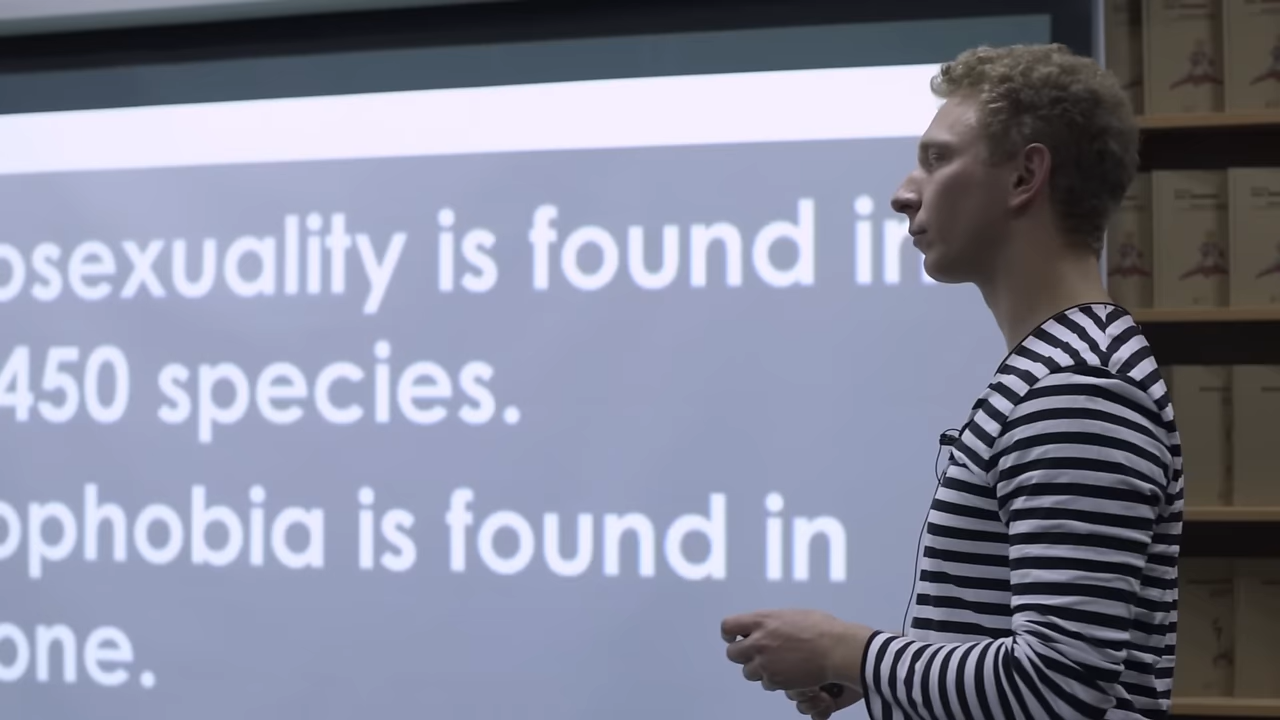 osexuality is found in
450 species.
ophobia is found in
one.